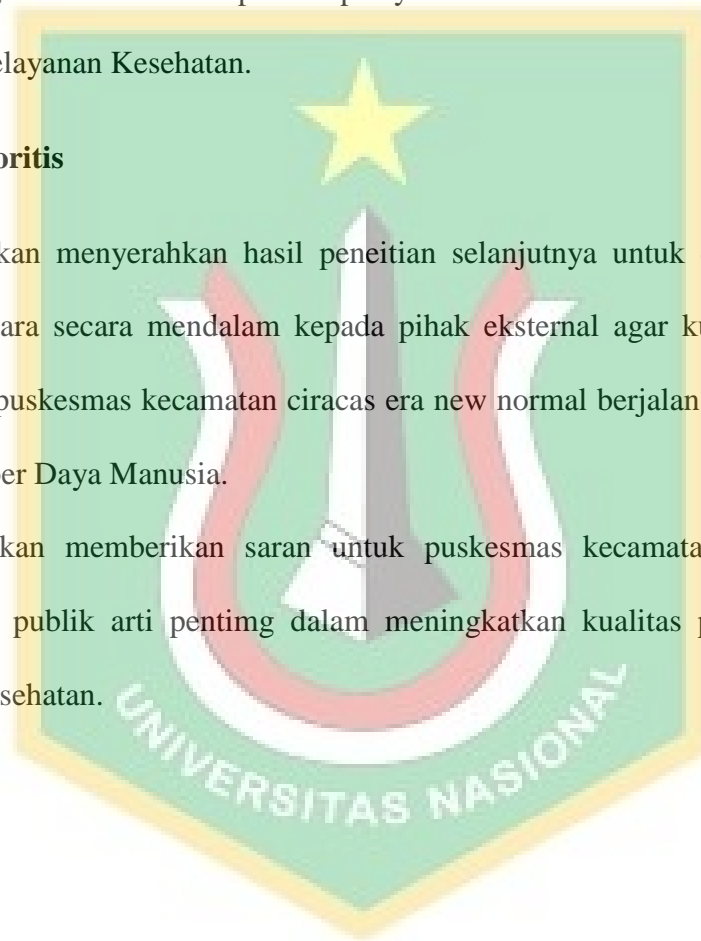 elayanan Kesehatan.
oritis
kan menyerahkan hasil peneitian selanjutnya untuk
ara secara mendalam kepada pihak eksternal agar ku
puskesmas kecamatan ciracas era new normal berjalan
er Daya Manusia.
kan memberikan saran untuk puskesmas kecamata
publik arti pentimg dalam meningkatkan kualitas p
sehatan.
UNIVERSITAS NASIONAL